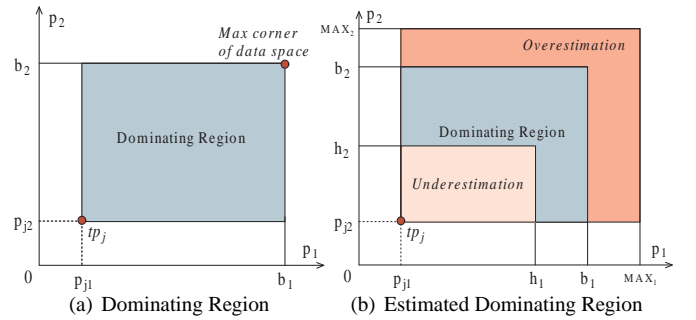 p2
Max corner
of data space
b2
Dominating Region
pj2
tpj
p1
0
pj1
b1
(a) Dominating Region
p2
MAX2
Overestimation
b2
Dominating Region
h2
Underestimation
pj2
tpj
p1
0
pj1
h1
b1
MAX1
(b) Estimated Dominating Region